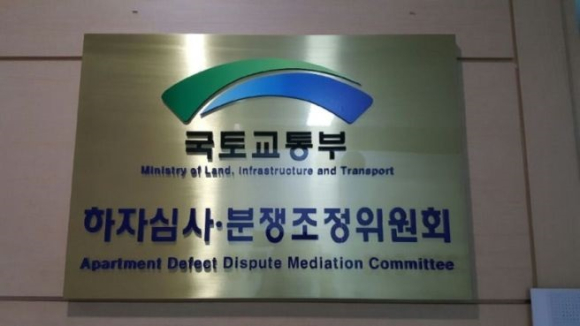 국토교통부
Ministry of Land, Infrastructure and Transport
하자심사·분쟁조정위원회
Apartment Defect Dispute Mediation Committee